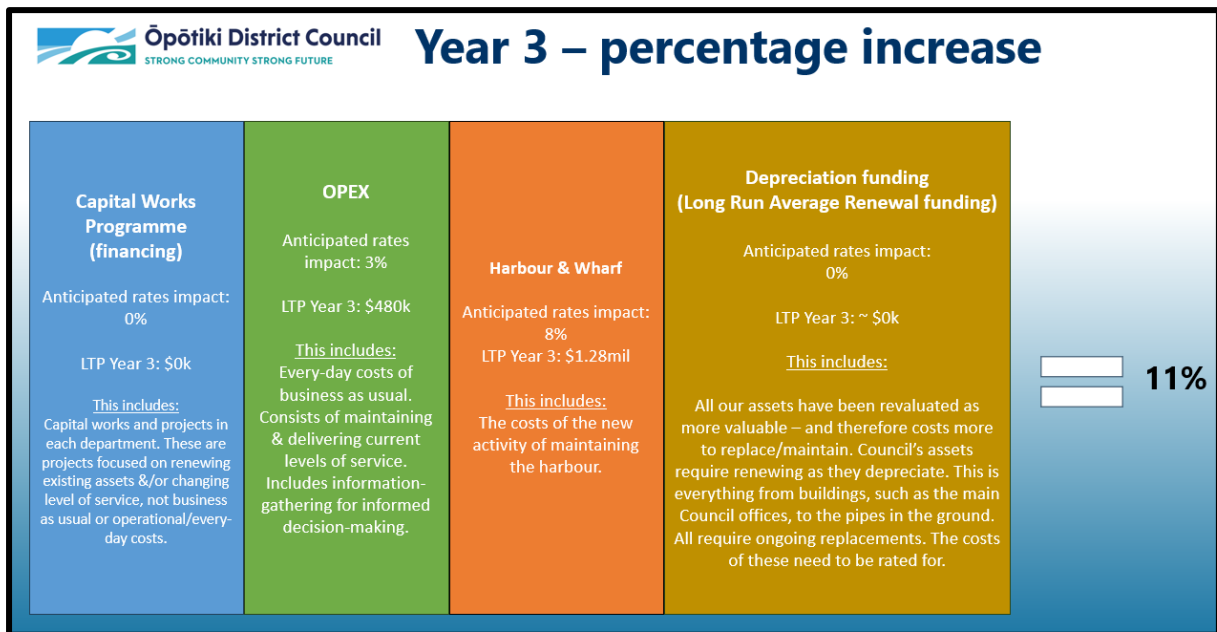 Ōpōtiki District Council
STRONG COMMUNITY STRONG FUTURE
Year 3 – percentage increase
Capital Works
Programme
(financing)
Anticipated rates impact:
0%
LTP Year 3: $0k
This includes:
Capital works and projects in
each department. These are
projects focused on renewing
existing assets &/or changing
level of service, not business
as usual or operational/every-
day costs.
OPEX
Anticipated rates
impact: 3%
LTP Year 3: $480k
This includes:
Every-day costs of
business as usual.
Consists of maintaining
& delivering current
levels of service.
Includes information-
gathering for informed
decision-making.
Harbour & Wharf
Anticipated rates impact:
8%
LTP Year 3: $1.28mil
This includes:
The costs of the new
activity of maintaining
the harbour.
Depreciation funding
(Long Run Average Renewal funding)
Anticipated rates impact:
0%
LTP Year 3: ~ $0k
This includes:
All our assets have been revaluated as
more valuable – and therefore costs more
to replace/maintain. Council’s assets
require renewing as they depreciate. This is
everything from buildings, such as the main
Council offices, to the pipes in the ground.
All require ongoing replacements. The costs
of these need to be rated for.
11%